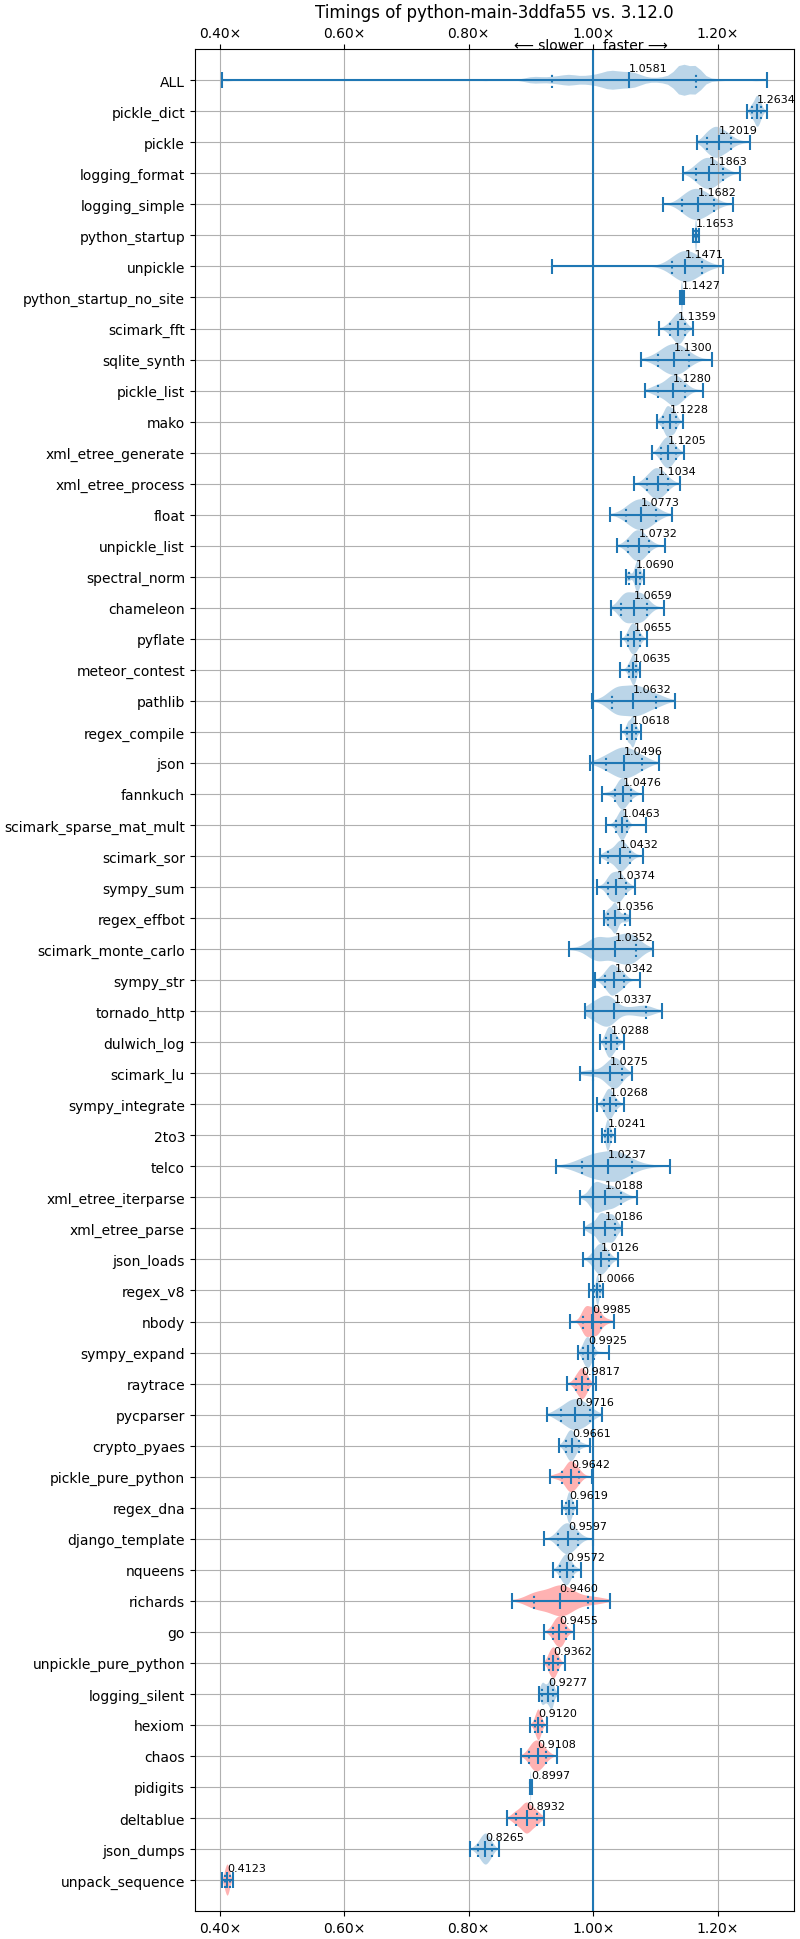 Timings of python-main-3ddfa55 vs. 3.12.0
0.40× 0.60× 0.80× 1.00× 1.20×
⟵ slower faster ⟶
ALL 1.0581
pickle_dict 1.2634
pickle 1.2019
logging_format 1.1863
logging_simple 1.1682
python_startup 1.1653
unpickle 1.1471
python_startup_no_site 1.1427
scimark_fft 1.1359
sqlite_synth 1.1300
pickle_list 1.1280
mako 1.1228
xml_etree_generate 1.1205
xml_etree_process 1.1034
float 1.0773
unpickle_list 1.0732
spectral_norm 1.0690
chameleon 1.0659
pyflate 1.0655
meteor_contest 1.0635
pathlib 1.0632
regex_compile 1.0618
json 1.0496
fannkuch 1.0476
scimark_sparse_mat_mult 1.0463
scimark_sor 1.0432
sympy_sum 1.0374
regex_effbot 1.0356
scimark_monte_carlo 1.0352
sympy_str 1.0342
tornado_http 1.0337
dulwich_log 1.0288
scimark_lu 1.0275
sympy_integrate 1.0268
2to3 1.0241
telco 1.0237
xml_etree_iterparse 1.0188
xml_etree_parse 1.0186
json_loads 1.0126
regex_v8 1.0066
nbody 0.9985
sympy_expand 0.9925
raytrace 0.9817
pycparser 0.9716
crypto_pyaes 0.9661
pickle_pure_python 0.9642
regex_dna 0.9619
django_template 0.9597
nqueens 0.9572
richards 0.9460
go 0.9455
unpickle_pure_python 0.9362
logging_silent 0.9277
hexiom 0.9120
chaos 0.9108
pidigits 0.8997
deltablue 0.8932
json_dumps 0.8265
unpack_sequence 0.4123
0.40× 0.60× 0.80× 1.00× 1.20×